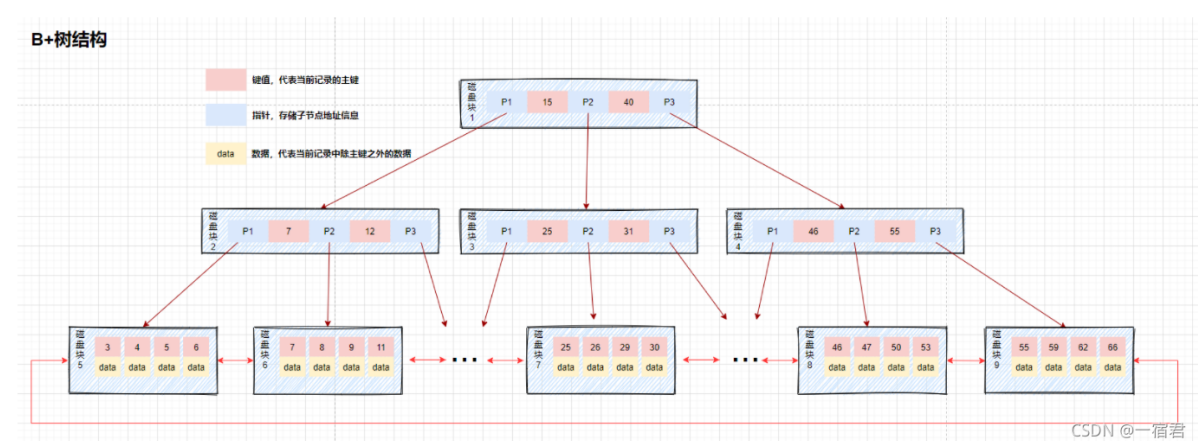 B+树结构
键值，代表当前记录的主键
指针，存储子节点地址信息
data 数据，代表当前记录中除主键之外的数据
磁盘块1 P1 15 P2 40 P3
磁盘块2 P1 7 P2 12 P3
磁盘块3 P1 25 P2 31 P3
磁盘块4 P1 46 P2 55 P3
磁盘块5 3 4 5 6
data data data data
磁盘块6 7 8 9 11
data data data data
...
磁盘块7 25 26 29 30
data data data data
...
磁盘块8 46 47 50 53
data data data data
磁盘块9 55 59 62 66
data data data data
CSDN @一宿君